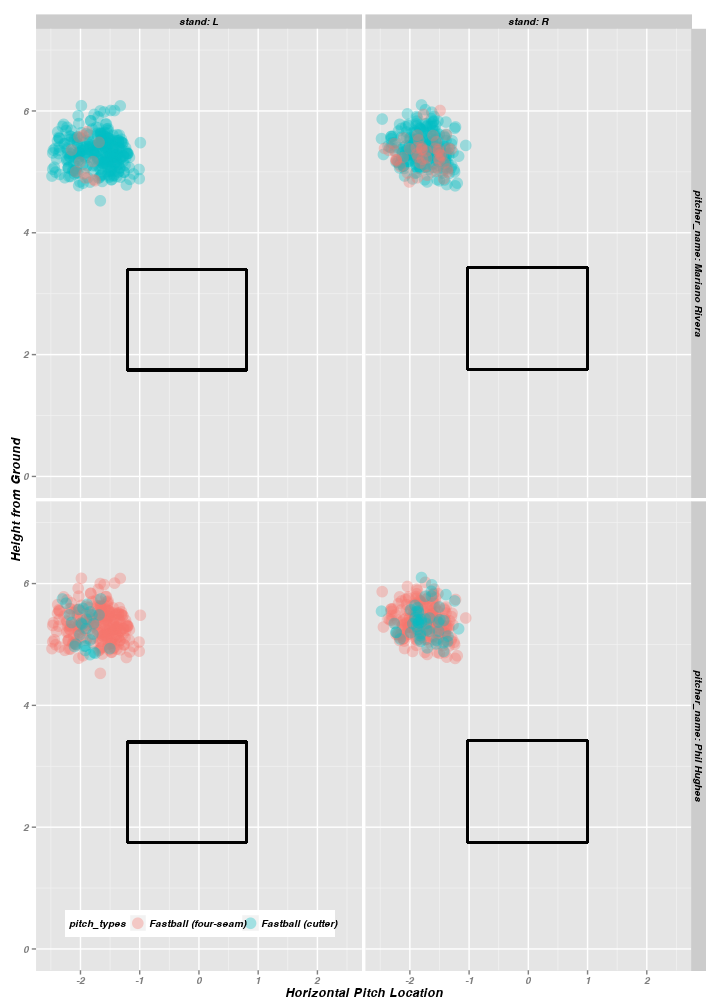 stand: L
stand: R
6
4
2
0
pitcher_name: Mariano Rivera
Height from Ground
6
4
2
0
pitcher_name: Phil Hughes
pitch_types Fastball (four-seam) Fastball (cutter)
-2 -1 0 1 2
-2 -1 0 1 2
Horizontal Pitch Location